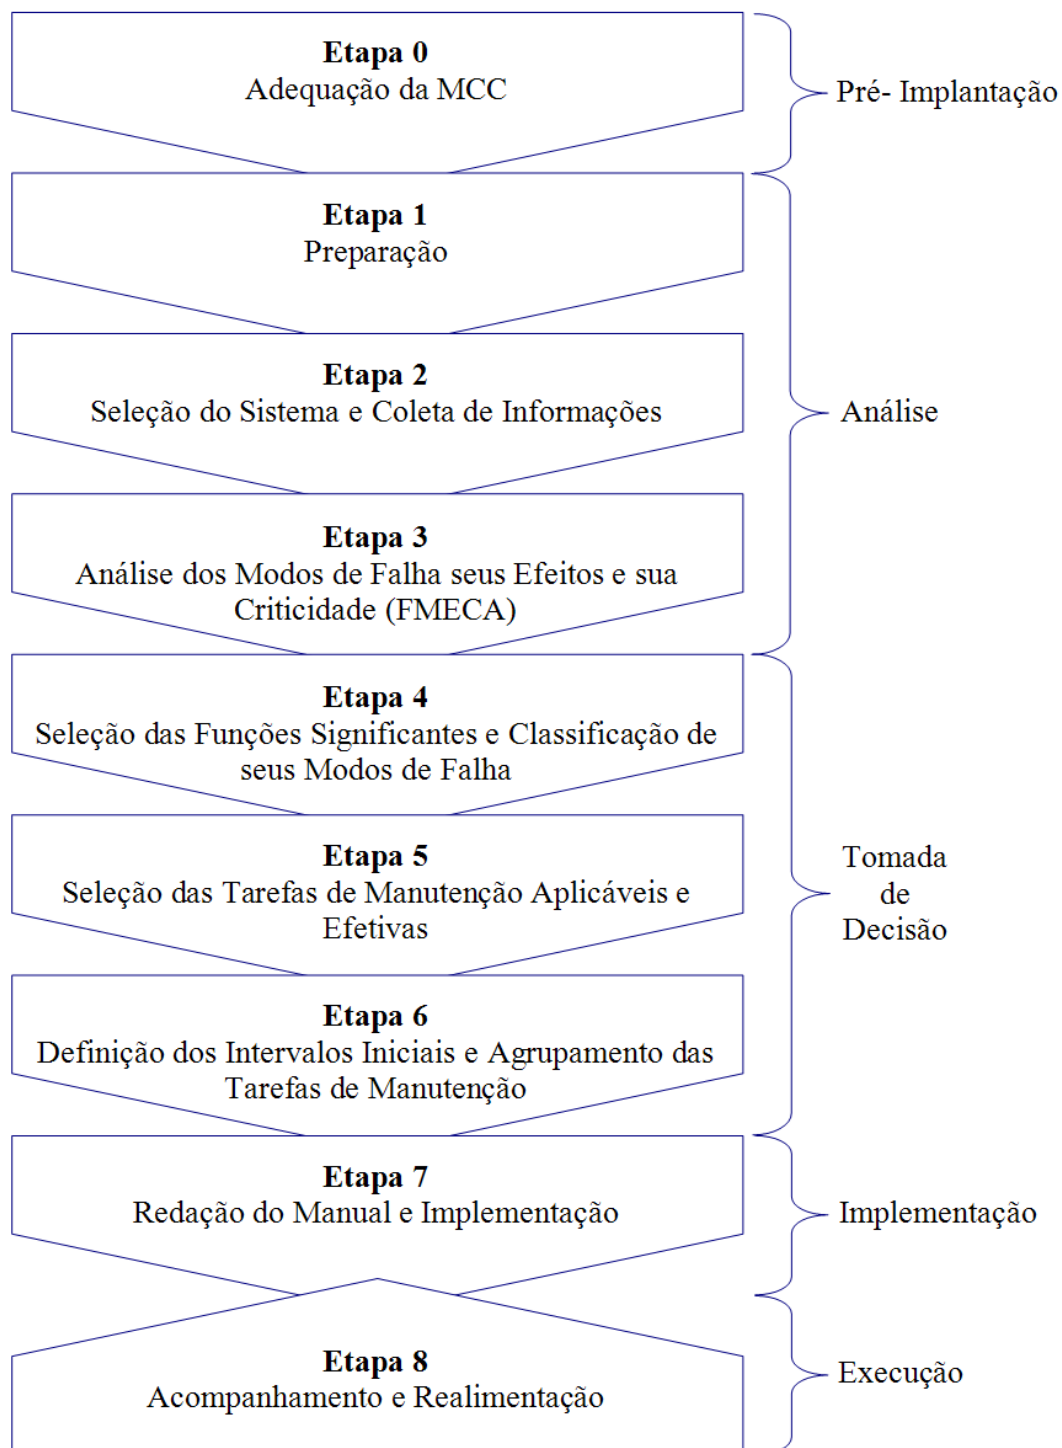 Etapa 0
Adequação da MCC
Pré- Implantação
Etapa 1
Preparação
Etapa 2
Seleção do Sistema e Coleta de Informações
Análise
Etapa 3
Análise dos Modos de Falha seus Efeitos e sua
Criticidade (FMECA)
Etapa 4
Seleção das Funções Significantes e Classificação de
seus Modos de Falha
Etapa 5
Seleção das Tarefas de Manutenção Aplicáveis e
Efetivas
Tomada
de
Decisão
Etapa 6
Definição dos Intervalos Iniciais e Agrupamento das
Tarefas de Manutenção
Etapa 7
Redação do Manual e Implementação
Implementação
Etapa 8
Acompanhamento e Realimentação
Execução